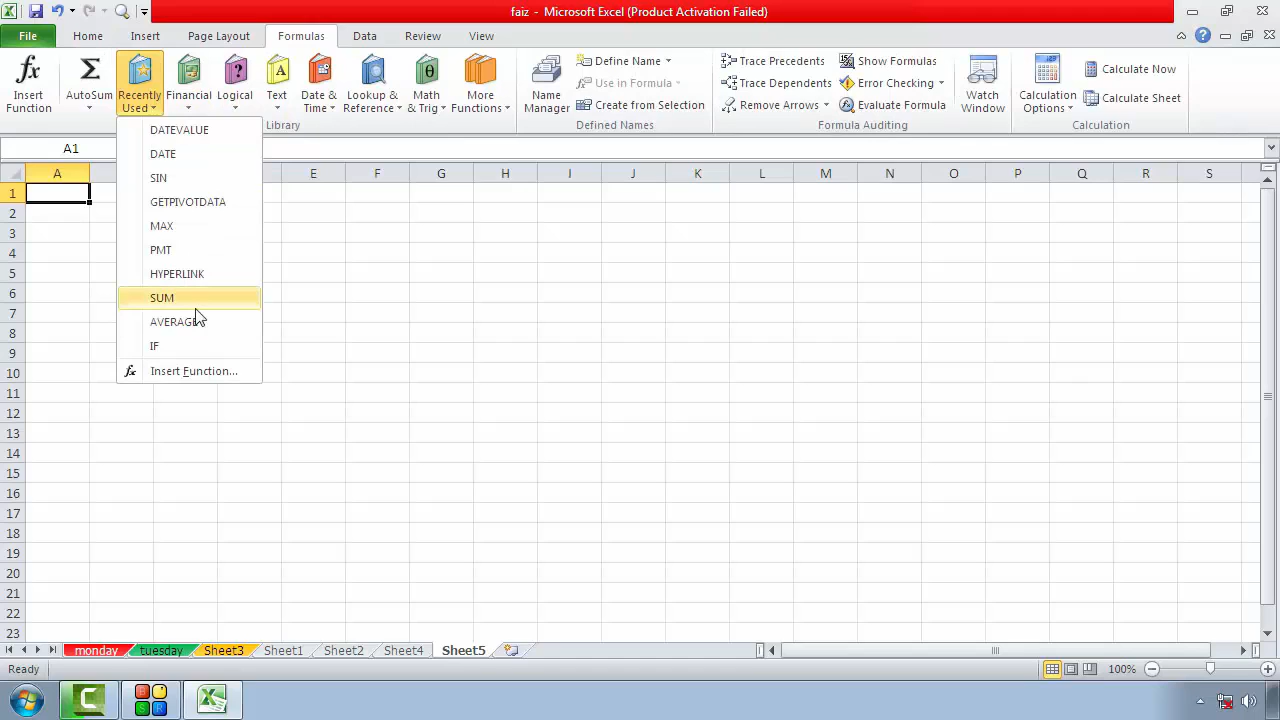 faiz - Microsoft Excel (Product Activation Failed)
File Home Insert Page Layout Formulas Data Review View
Insert Function
AutoSum
Recently Used
Financial
Logical
Text
Date & Time
Lookup & Reference
Math & Trig
More Functions
Name Manager
Define Name
Use in Formula
Create from Selection
Trace Precedents
Trace Dependents
Remove Arrows
Show Formulas
Error Checking
Evaluate Formula
Watch Window
Calculation Options
Calculate Now
Calculate Sheet
Library
Defined Names
Formula Auditing
Calculation
A1
DATEVALUE
DATE
SIN
GETPIVOTDATA
MAX
PMT
HYPERLINK
SUM
AVERAGE
IF
fx Insert Function...
A E F G H I J K L M N O P Q R S
1
2
3
4
5
6
7
8
9
10
11
12
13
14
15
16
17
18
19
20
21
22
23
monday tuesday Sheet3 Sheet1 Sheet2 Sheet4 Sheet5
Ready
100%